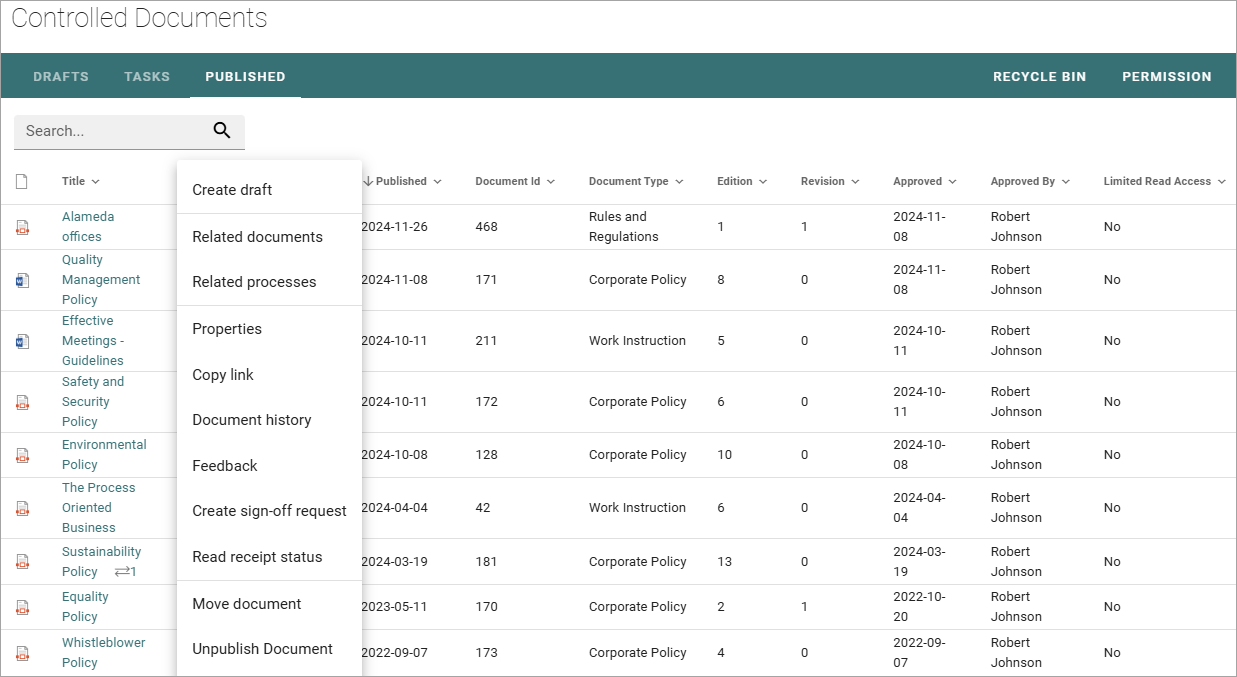 Controlled Documents
DRAFTS TASKS PUBLISHED RECYCLE BIN PERMISSION
Search...
Title Published Document Id Document Type Edition Revision Approved Approved By Limited Read Access
Create draft
Related documents
Related processes
Properties
Copy link
Document history
Feedback
Create sign-off request
Read receipt status
Move document
Unpublish Document
Alameda offices 2024-11-26 468 Rules and Regulations 1 1 2024-11-08 Robert Johnson No
Quality Management Policy 2024-11-08 171 Corporate Policy 8 0 2024-11-08 Robert Johnson No
Effective Meetings - Guidelines 2024-10-11 211 Work Instruction 5 0 2024-10-11 Robert Johnson No
Safety and Security Policy 2024-10-11 172 Corporate Policy 6 0 2024-10-11 Robert Johnson No
Environmental Policy 2024-10-08 128 Corporate Policy 10 0 2024-10-08 Robert Johnson No
The Process Oriented Business 2024-04-04 42 Work Instruction 6 0 2024-04-04 Robert Johnson No
Sustainability Policy 1 2024-03-19 181 Corporate Policy 13 0 2024-03-19 Robert Johnson No
Equality Policy 2023-05-11 170 Corporate Policy 2 1 2022-10-20 Robert Johnson No
Whistleblower Policy 2022-09-07 173 Corporate Policy 4 0 2022-09-07 Robert Johnson No